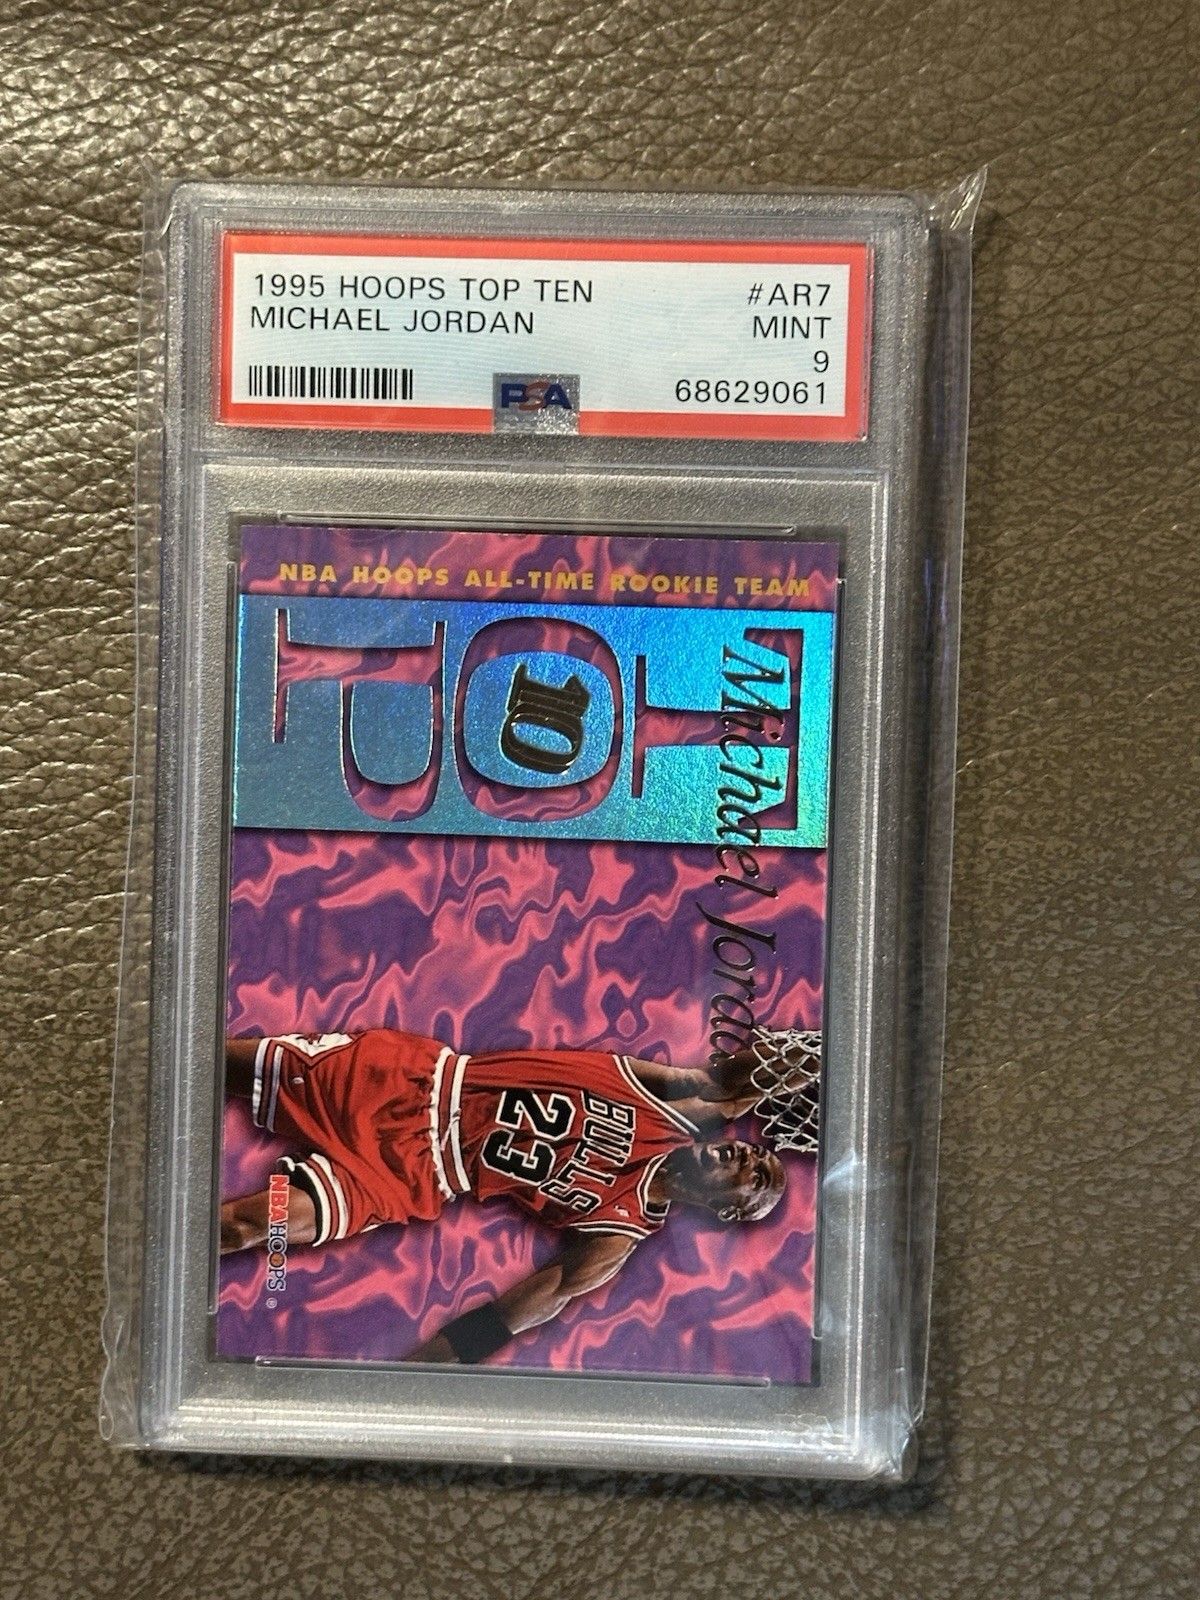 1995 HOOPS TOP TEN #AR7
MICHAEL JORDAN MINT
9
PSA 68629061
NBA HOOPS ALL-TIME ROOKIE TEAM
TOP
10
Michael Jordan
BULLS
23
NBA HOOPS ®